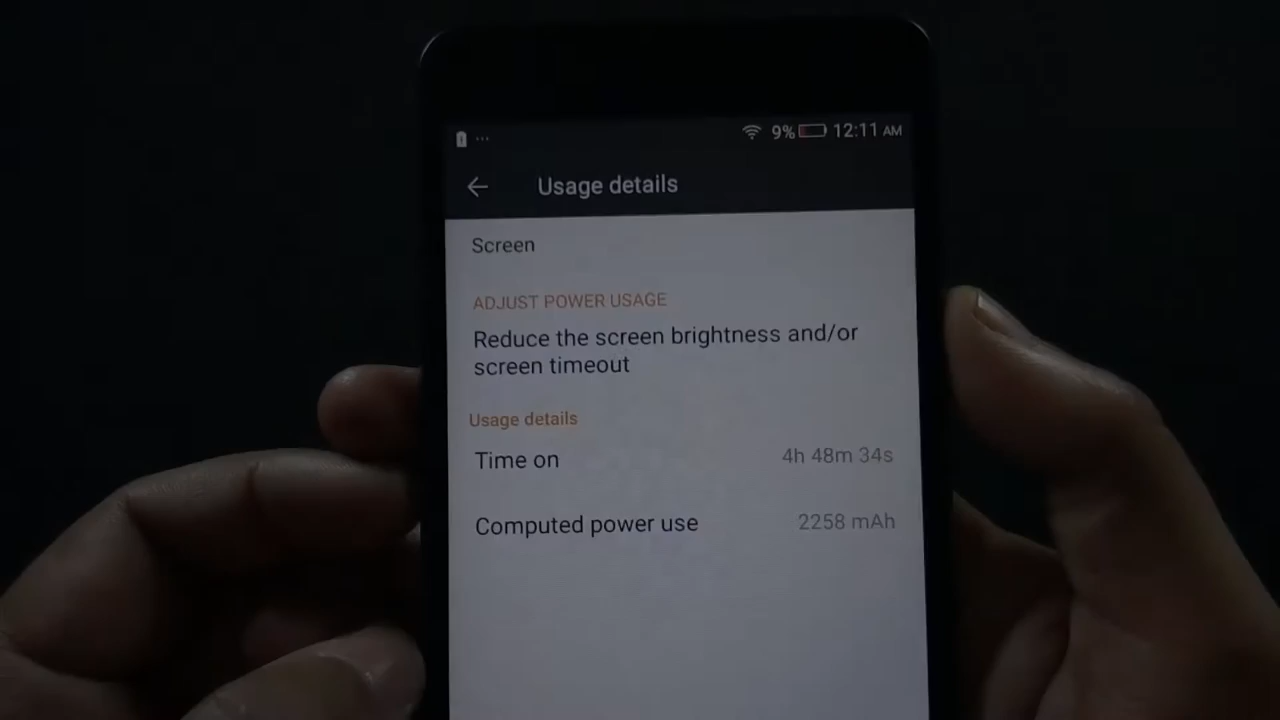 9% 12:11 AM
Usage details
Screen
ADJUST POWER USAGE
Reduce the screen brightness and/or
screen timeout
Usage details
Time on 4h 48m 34s
Computed power use 2258 mAh